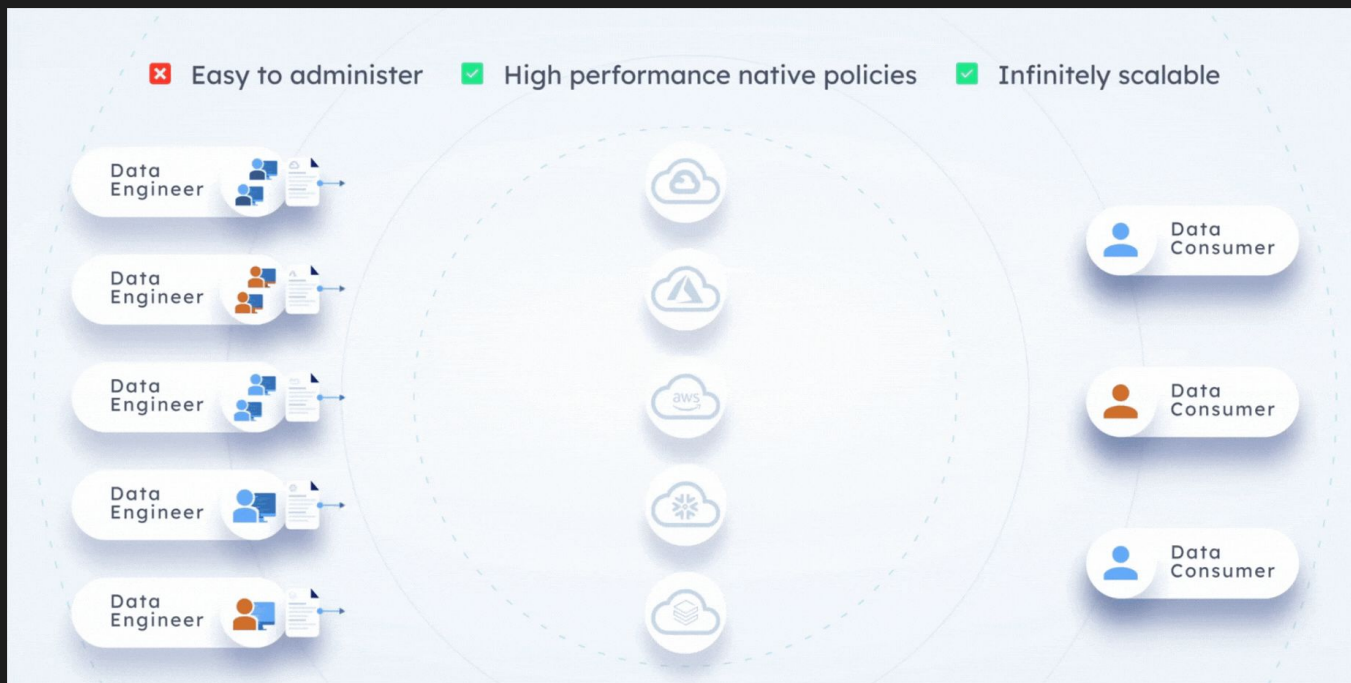 Easy to administer
High performance native policies
Infinitely scalable
Data
Engineer
Data
Engineer
Data
Engineer
Data
Engineer
Data
Engineer
aws
Data
Consumer
Data
Consumer
Data
Consumer